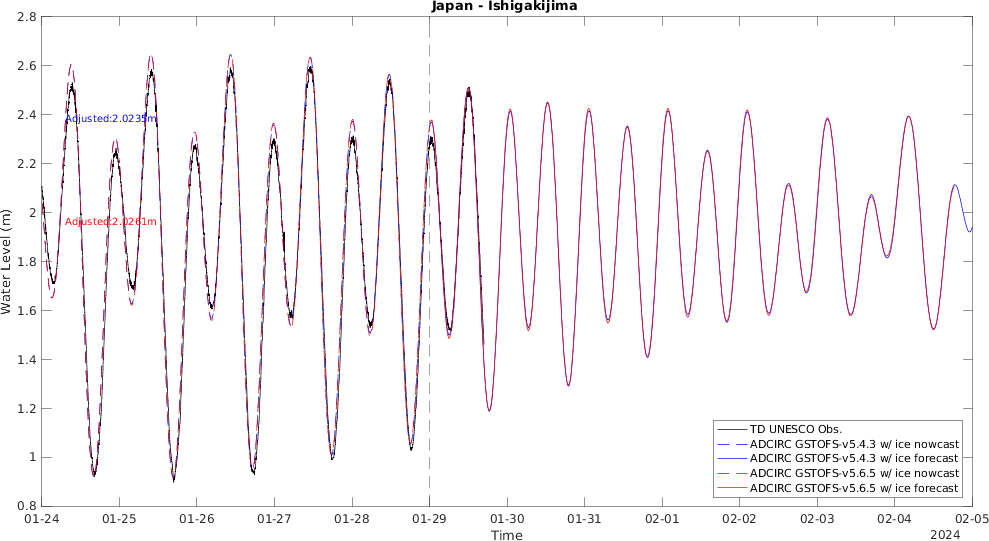 Japan - Ishigakijima
2.8
2.6
2.4
2.2
2
1.8
1.6
1.4
1.2
1
0.8
Water Level (m)
Adjusted:2.0235m
Adjusted:2.0261m
TD UNESCO Obs.
ADCIRC GSTOFS-v5.4.3 w/ ice nowcast
ADCIRC GSTOFS-v5.4.3 w/ ice forecast
ADCIRC GSTOFS-v5.6.5 w/ ice nowcast
ADCIRC GSTOFS-v5.6.5 w/ ice forecast
01-24 01-25 01-26 01-27 01-28 01-29 01-30 01-31 02-01 02-02 02-03 02-04 02-05
Time
2024